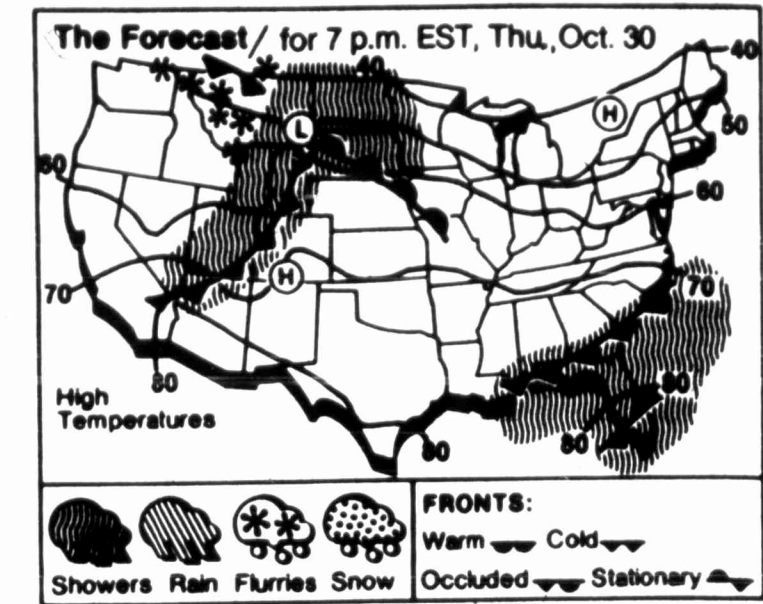 The Forecast / for 7 p.m. EST, Thu., Oct. 30
40
40
50
60
60
H
L
H
70
70
80
80
80
80
High
Temperatures
Showers Rain Flurries Snow
FRONTS:
Warm Cold
Occluded Stationary